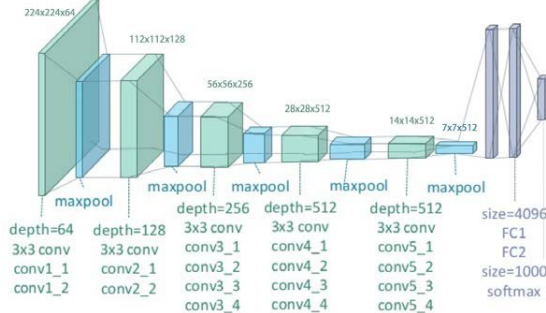 224x224x64
112x112x128
56x56x256
28x28x512
14x14x512
7x7x512
maxpool
maxpool
maxpool
maxpool
maxpool
depth=64
3x3 conv
conv1_1
conv1_2
depth=128
3x3 conv
conv2_1
conv2_2
depth=256
3x3 conv
conv3_1
conv3_2
conv3_3
conv3_4
depth=512
3x3 conv
conv4_1
conv4_2
conv4_3
conv4_4
depth=512
3x3 conv
conv5_1
conv5_2
conv5_3
conv5_4
size=4096
FC1
FC2
size=1000
softmax